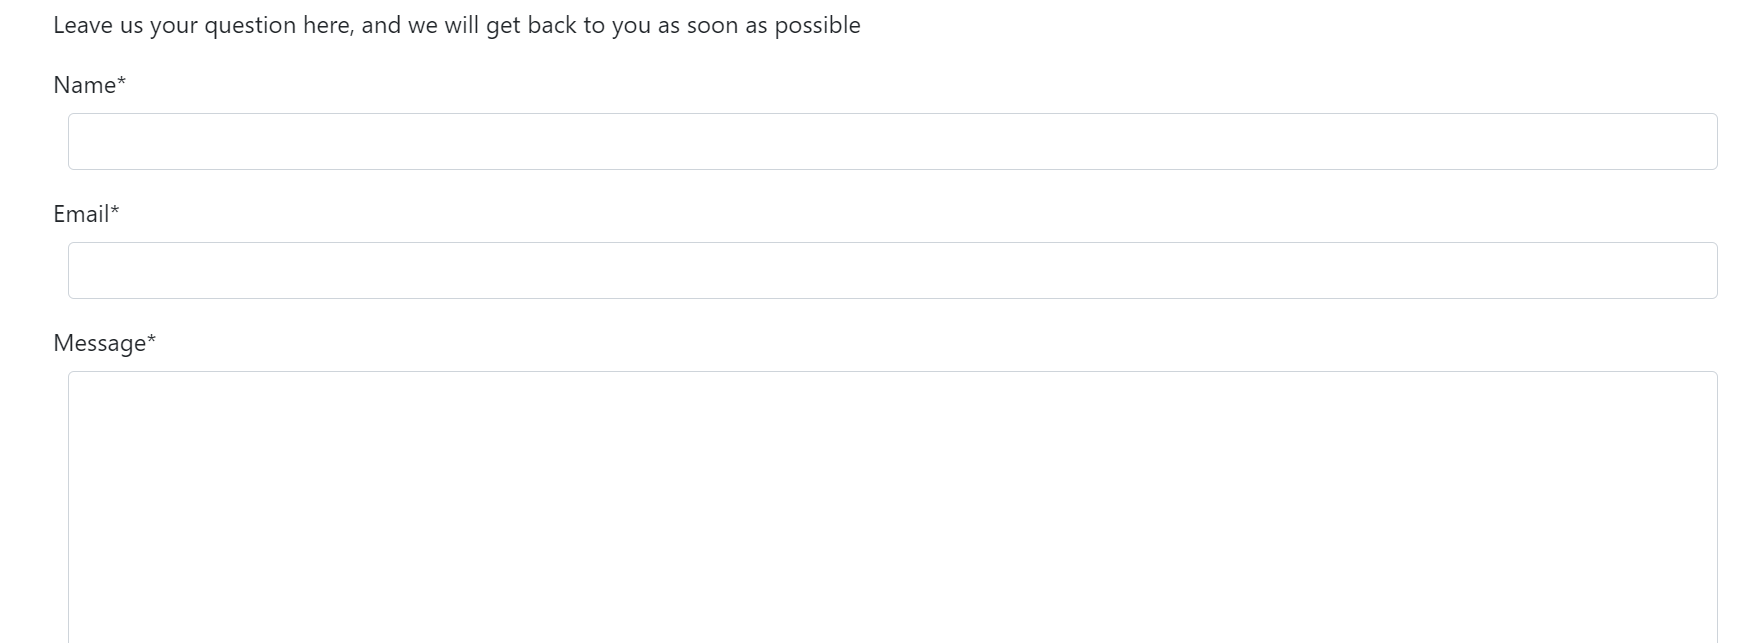 Leave us your question here, and we will get back to you as soon as possible
Name*
Email*
Message*